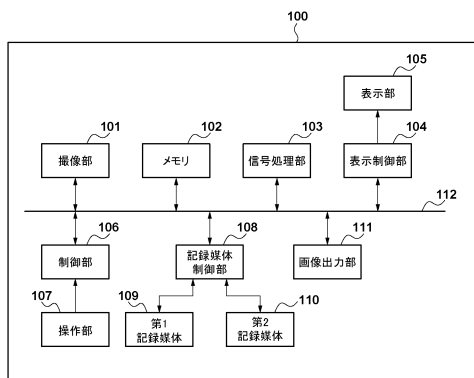 100
105
表示部
101
102
103
104
撮像部
メモリ
信号処理部
表示制御部
112
106
108
111
制御部
記録媒体
制御部
画像出力部
107
109
110
操作部
第1
記録媒体
第2
記録媒体